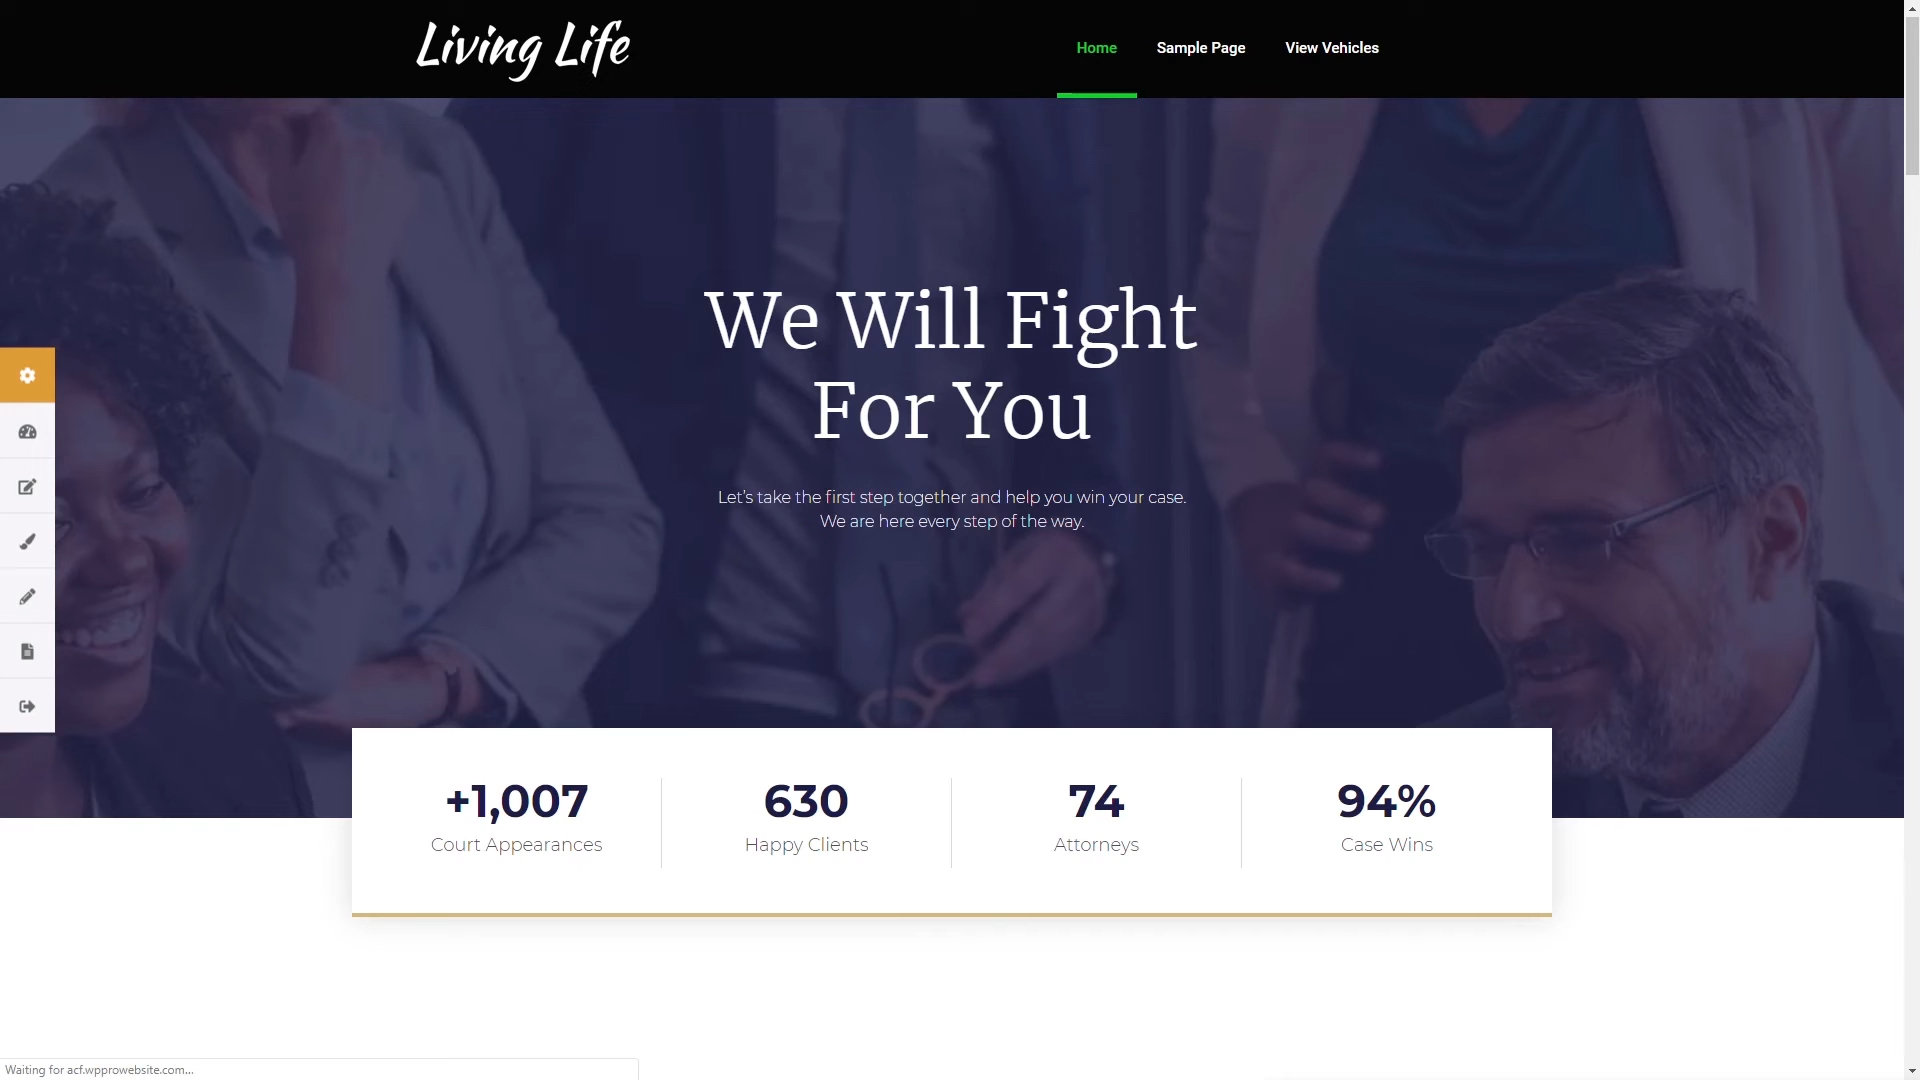 Living Life
Home
Sample Page
View Vehicles
We Will Fight
For You
Let's take the first step together and help you win your case.
We are here every step of the way.
+1,007
Court Appearances
630
Happy Clients
74
Attorneys
94%
Case Wins
Waiting for acf.wpprowebsite.com...